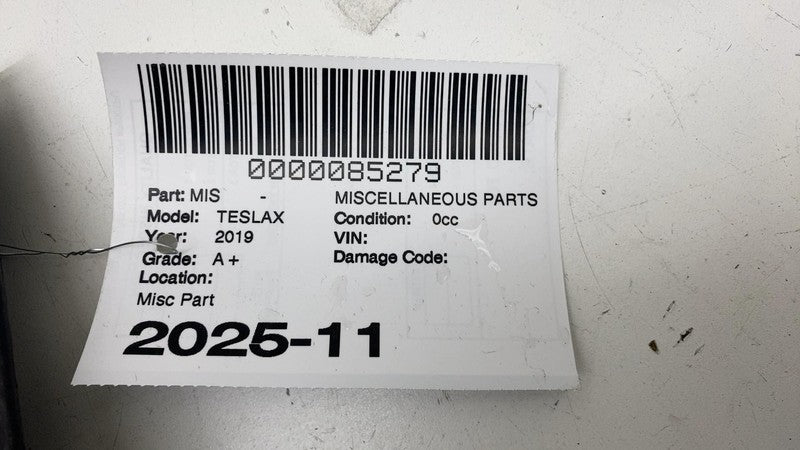 0000085279
Part: MIS - MISCELLANEOUS PARTS
Model: TESLAX Condition: 0cc
Year: 2019 VIN:
Grade: A+ Damage Code:
Location:
Misc Part
2025-11